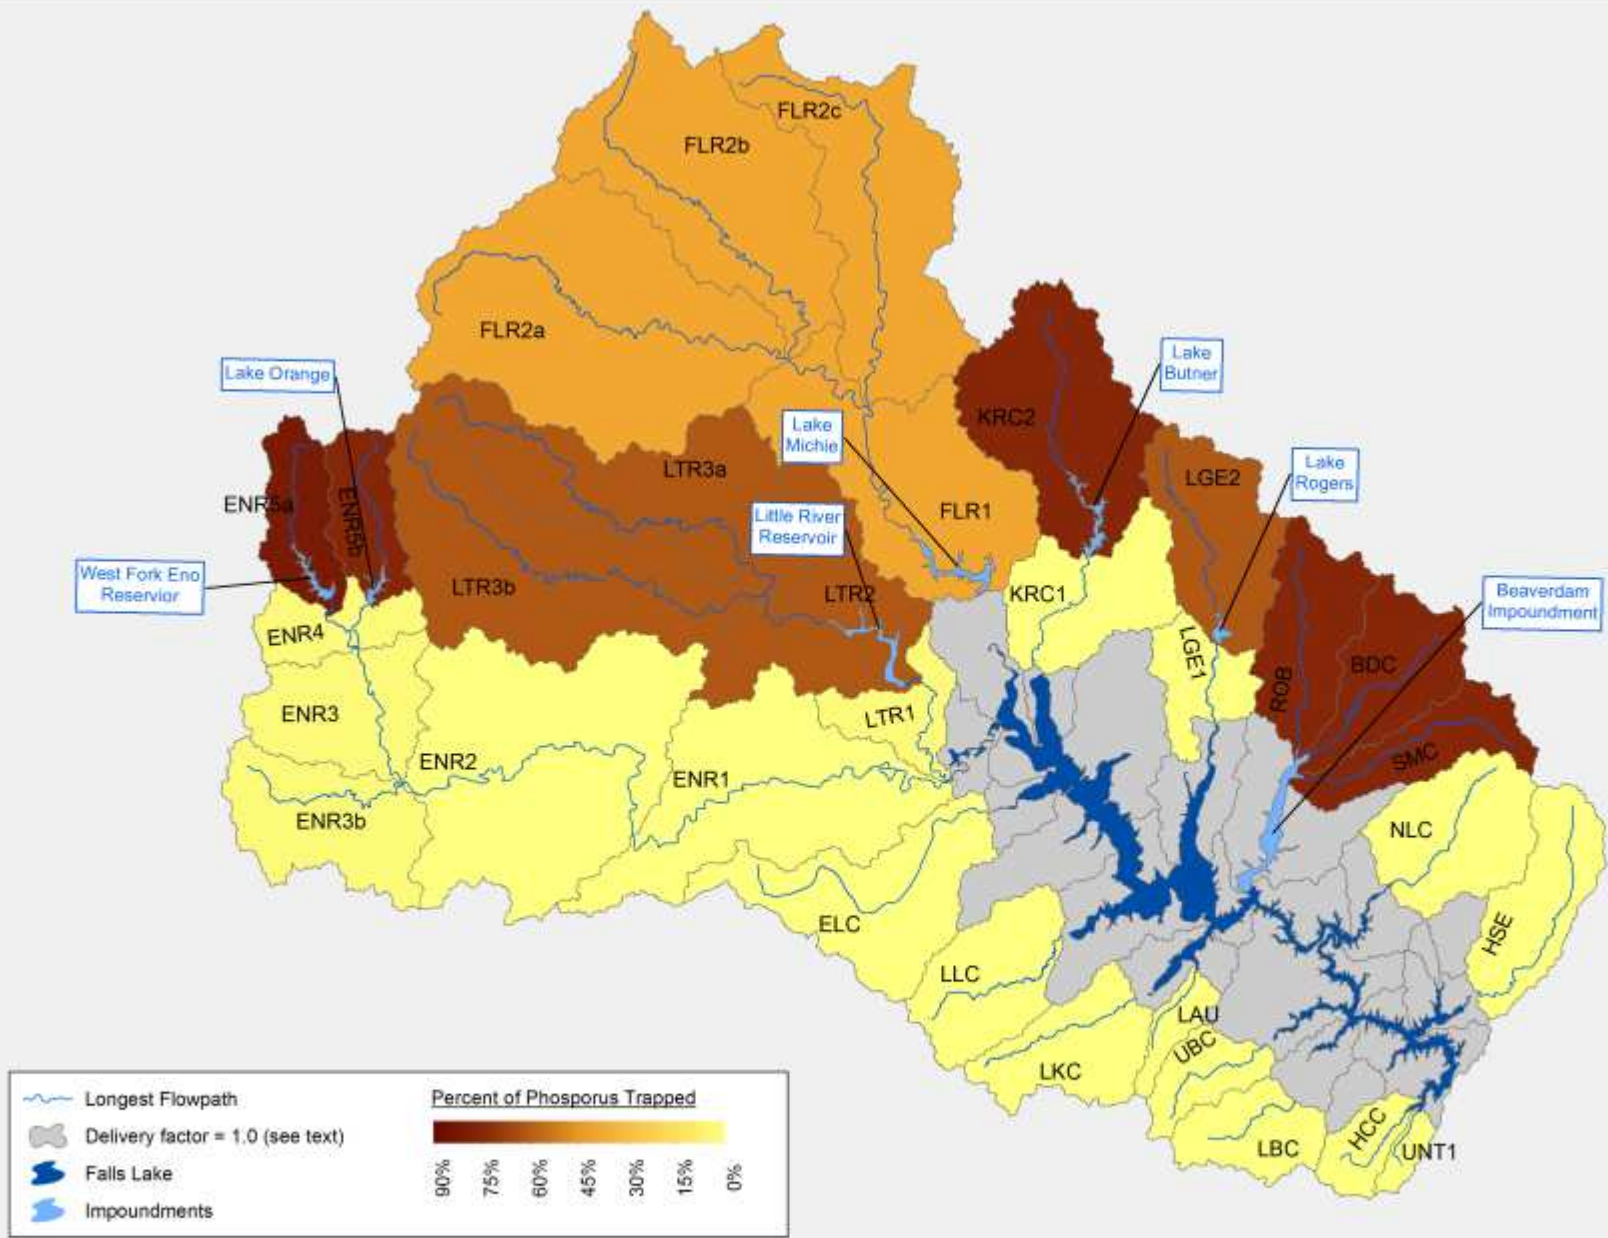 FLR2c
FLR2b
FLR2a
Lake Orange
Lake
Butner
KRC2
Lake
Michie
LTR3a
LGE2
Lake
Rogers
ENR5a
ENR5b
Little River
Reservoir
FLR1
West Fork Eno
Reservior
LTR3b
LTR2
KRC1
Beaverdam
Impoundment
ENR4
LGE1
BDC
ROB
ENR3
LTR1
ENR2
ENR1
SMC
ENR3b
NLC
ELC
HSE
LLC
LAU
UBC
LKC
HCC
LBC
UNT1
Longest Flowpath
Delivery factor = 1.0 (see text)
Falls Lake
Impoundments
Percent of Phosporus Trapped
90% 75% 60% 45% 30% 15% 0%